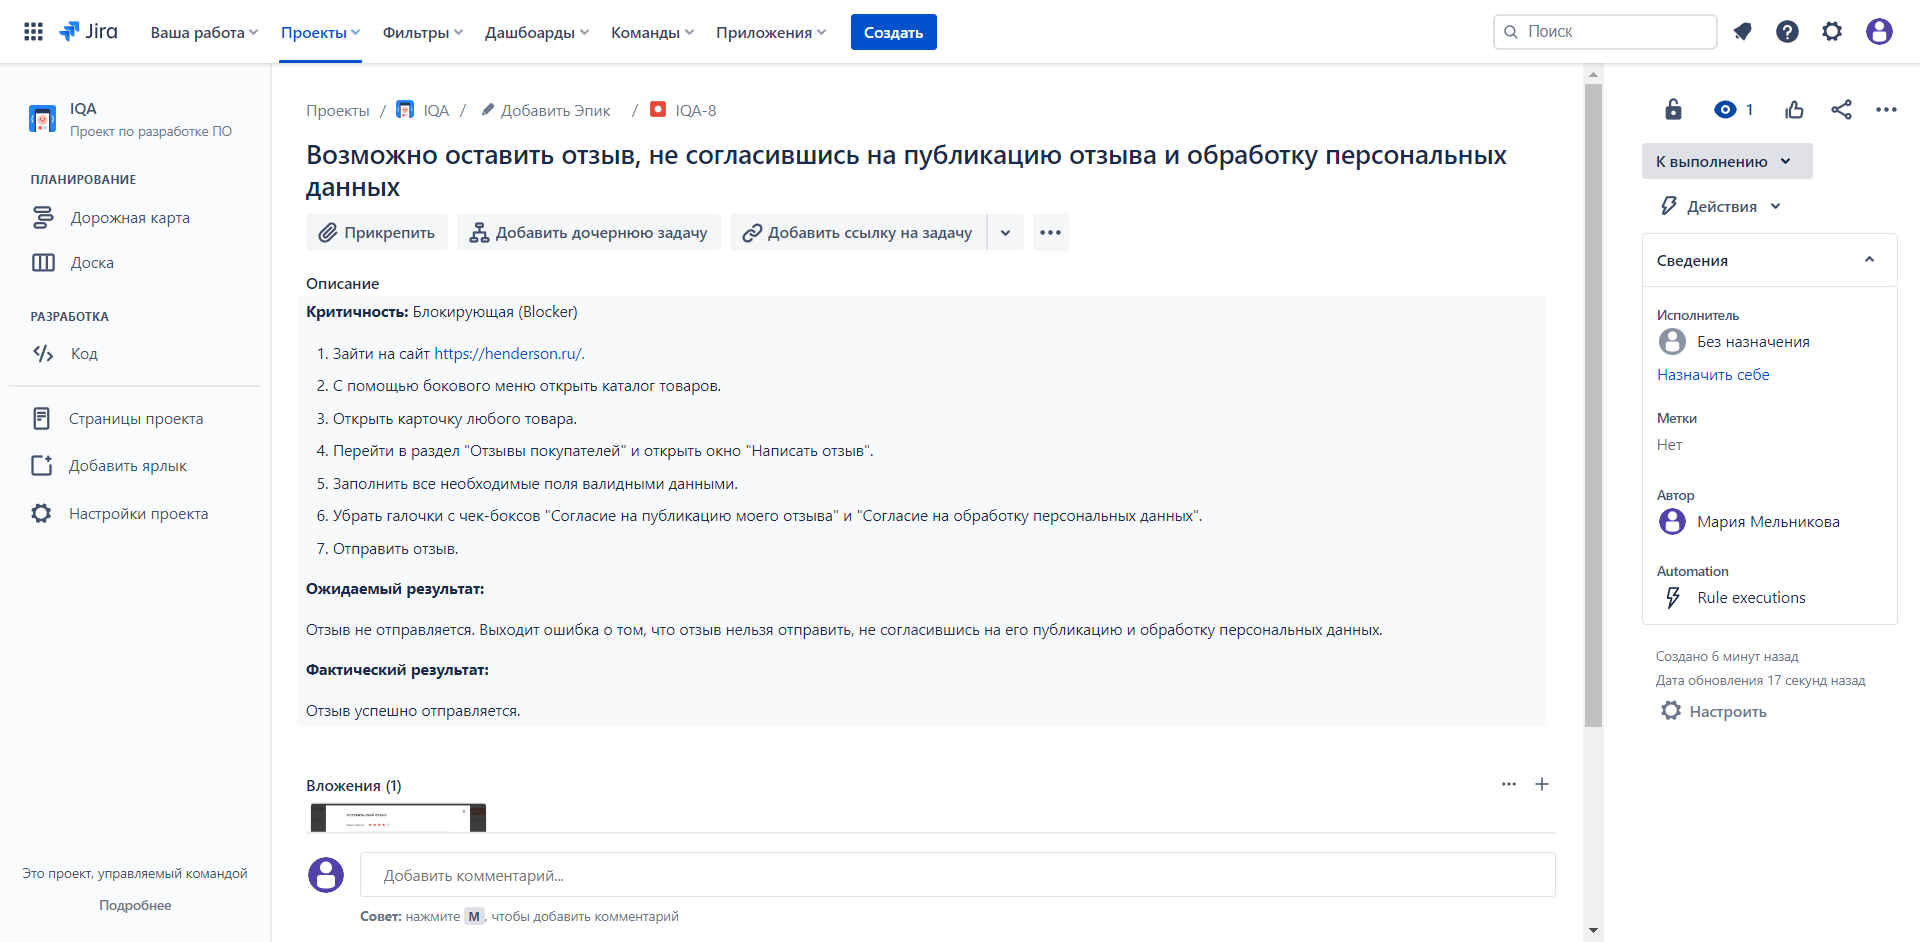 Jira
Ваша работа
Проекты
Фильтры
Дашборды
Команды
Приложения
Создать
Поиск
IQA
Проект по разработке ПО
ПЛАНИРОВАНИЕ
Дорожная карта
Доска
РАЗРАБОТКА
Код
Страницы проекта
Добавить ярлык
Настройки проекта
Это проект, управляемый командой
Подробнее
Проекты / IQA / Добавить Эпик / IQA-8
Возможно оставить отзыв, не согласившись на публикацию отзыва и обработку персональных
данных
Прикрепить
Добавить дочернюю задачу
Добавить ссылку на задачу
Описание
Критичность: Блокирующая (Blocker)
1. Зайти на сайт https://henderson.ru/.
2. С помощью бокового меню открыть каталог товаров.
3. Открыть карточку любого товара.
4. Перейти в раздел "Отзывы покупателей" и открыть окно "Написать отзыв".
5. Заполнить все необходимые поля валидными данными.
6. Убрать галочки с чек-боксов "Согласие на публикацию моего отзыва" и "Согласие на обработку персональных данных".
7. Отправить отзыв.
Ожидаемый результат:
Отзыв не отправляется. Выходит ошибка о том, что отзыв нельзя отправить, не согласившись на его публикацию и обработку персональных данных.
Фактический результат:
Отзыв успешно отправляется.
Вложения (1)
Добавить комментарий...
Совет: нажмите M, чтобы добавить комментарий
1
К выполнению
Действия
Сведения
Исполнитель
Без назначения
Назначить себе
Метки
Нет
Автор
Мария Мельникова
Automation
Rule executions
Создано 6 минут назад
Дата обновления 17 секунд назад
Настроить